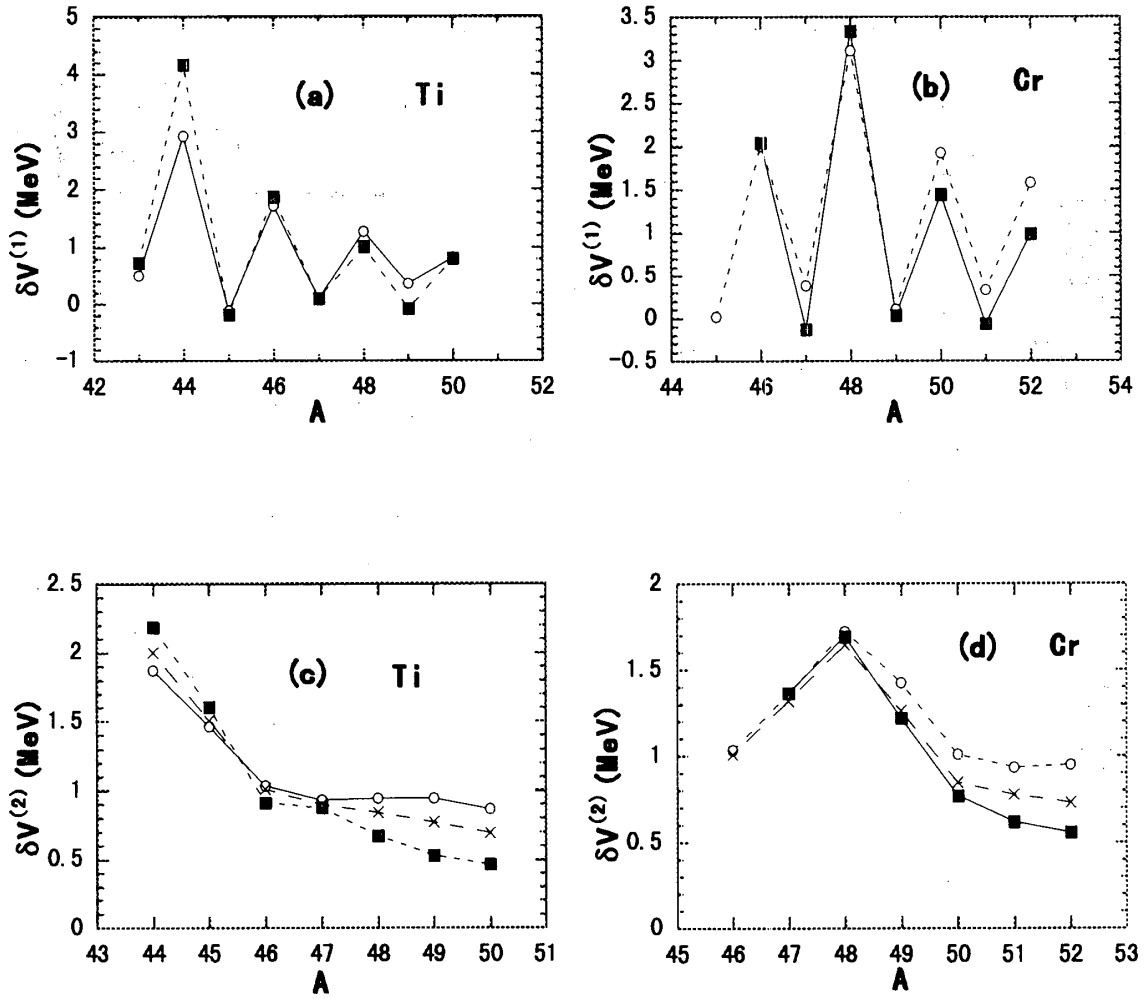 (a) Ti
δV(1) (MeV)
5
4
3
2
1
0
-1
42 44 46 48 50 52
A
(b) Cr
δV(1) (MeV)
3.5
3
2.5
2
1.5
1
0.5
0
-0.5
44 46 48 50 52 54
A
(c) Ti
δV(2) (MeV)
2.5
2
1.5
1
0.5
0
43 44 45 46 47 48 49 50 51
A
(d) Cr
δV(2) (MeV)
2
1.5
1
0.5
0
45 46 47 48 49 50 51 52 53
A